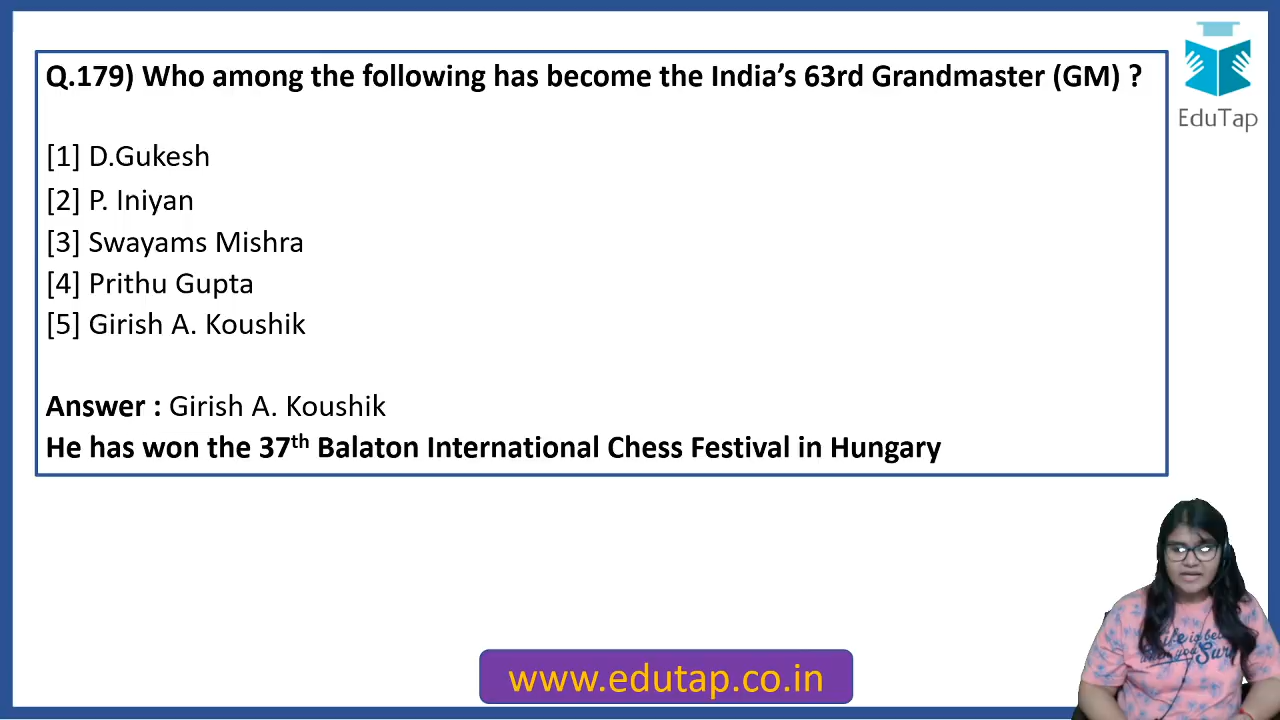 Q.179) Who among the following has become the India’s 63rd Grandmaster (GM) ?
EduTap
[1] D.Gukesh
[2] P. Iniyan
[3] Swayams Mishra
[4] Prithu Gupta
[5] Girish A. Koushik
Answer : Girish A. Koushik
He has won the 37th Balaton International Chess Festival in Hungary
www.edutap.co.in